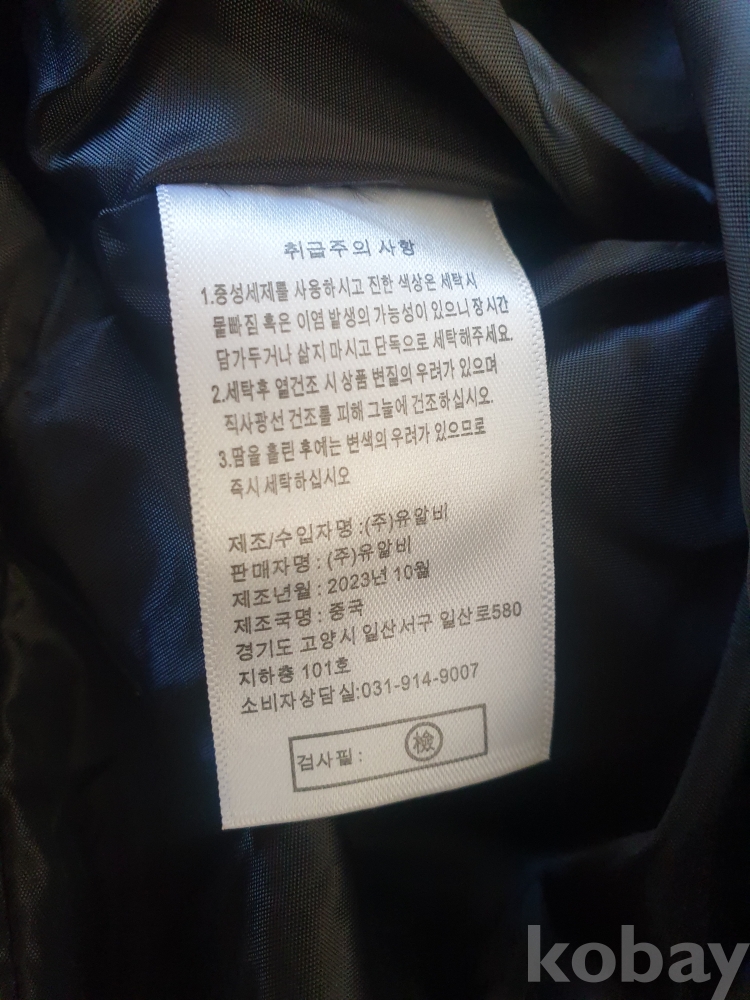 취급주의 사항
1.중성세제를 사용하시고 진한 색상은 세탁시
물빠짐 혹은 이염 발생의 가능성이 있으니 장시간
담가두거나 삶지 마시고 단독으로 세탁해주세요.
2.세탁후 열건조 시 상품 변질의 우려가 있으며
직사광선 건조를 피해 그늘에 건조하십시오.
3.땀을 흘린 후에는 변색의 우려가 있으므로
즉시 세탁하십시오
제조/수입자명 :(주)유알비
판매자명 : (주)유알비
제조년월 : 2023년 10월
제조국명 : 중국
경기도 고양시 일산서구 일산로580
지하층 101호
소비자상담실:031-914-9007
검사필 : 檢
kobay